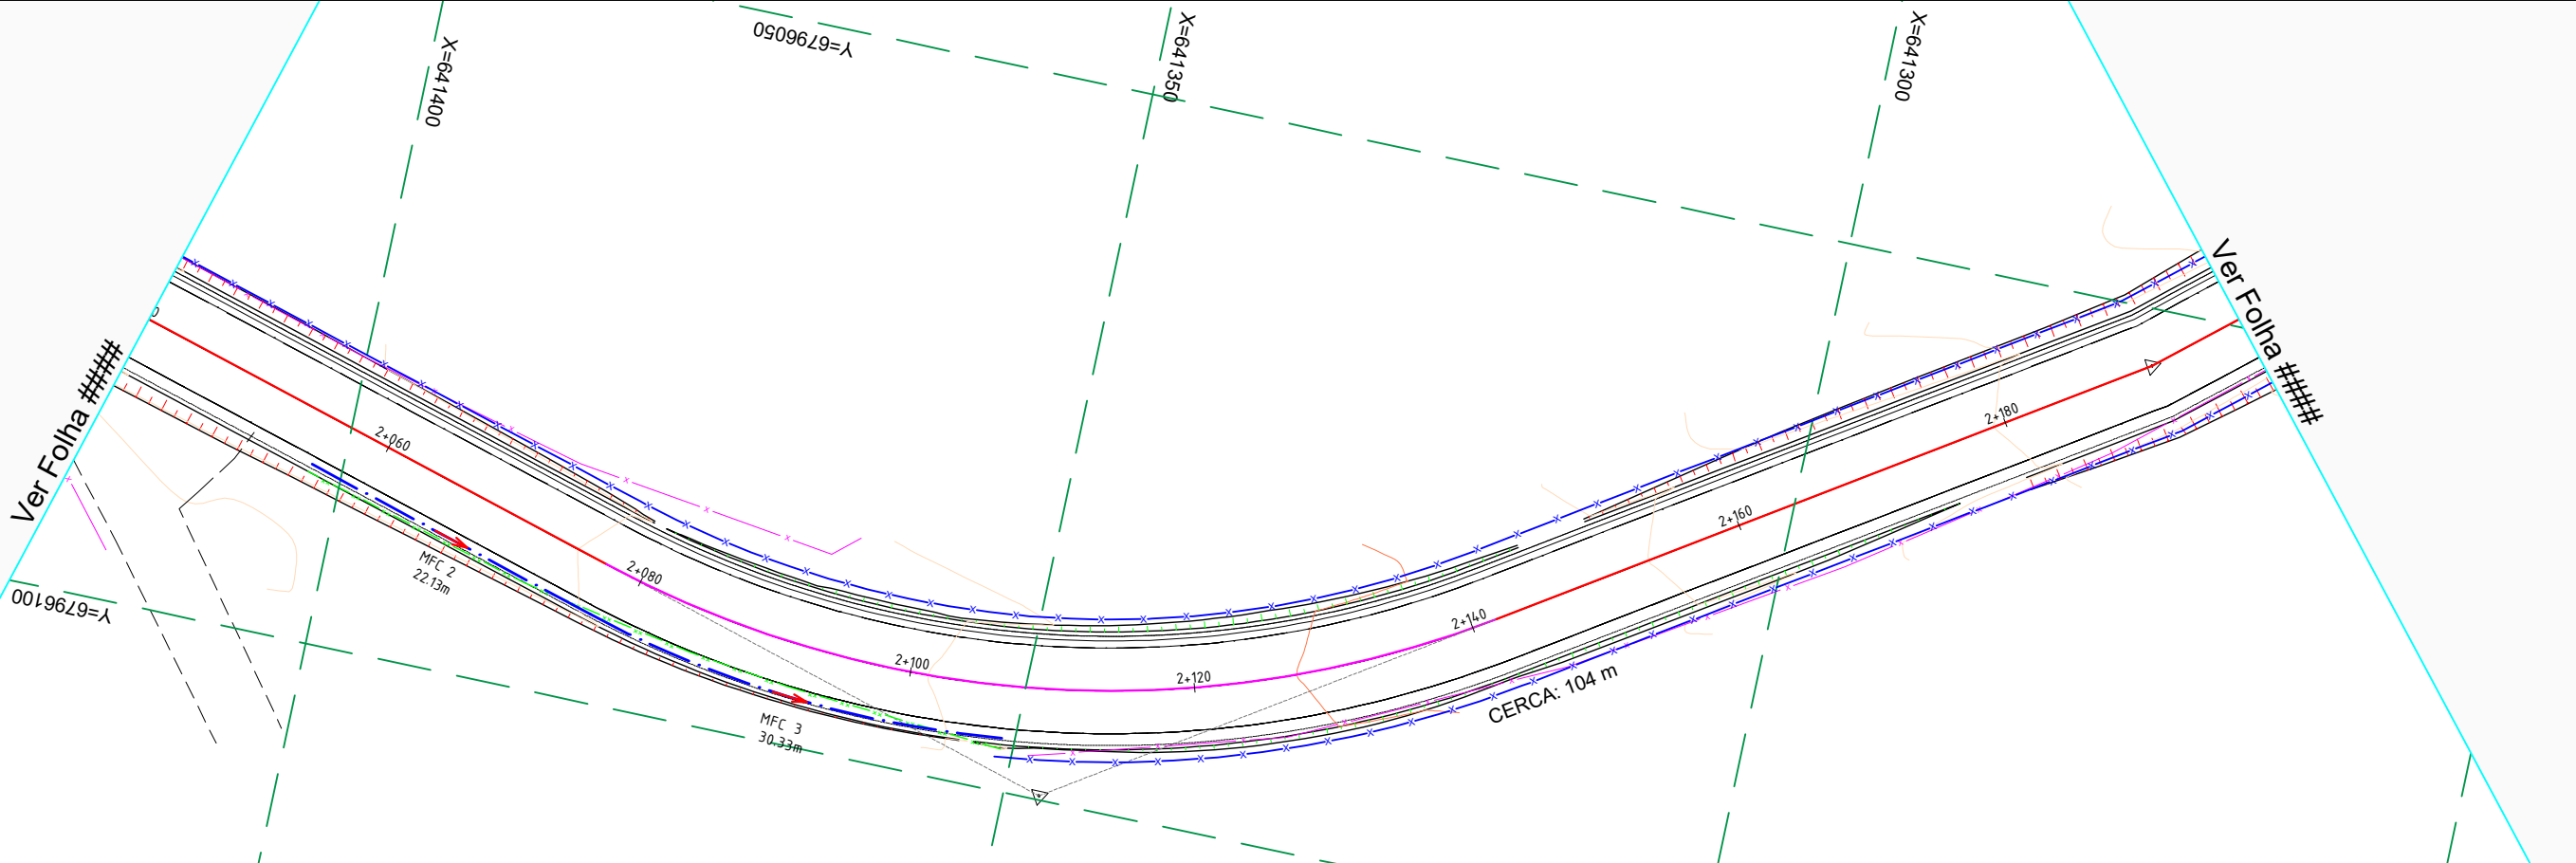 Y=6796050
X=641400
X=641350
X=641300
Ver Folha ####
Ver Folha ####
0
2+060
2+080
2+100
2+120
2+140
2+160
2+180
MFC 2
22.13m
MFC 3
30.33m
CERCA: 104 m
Y=6796100